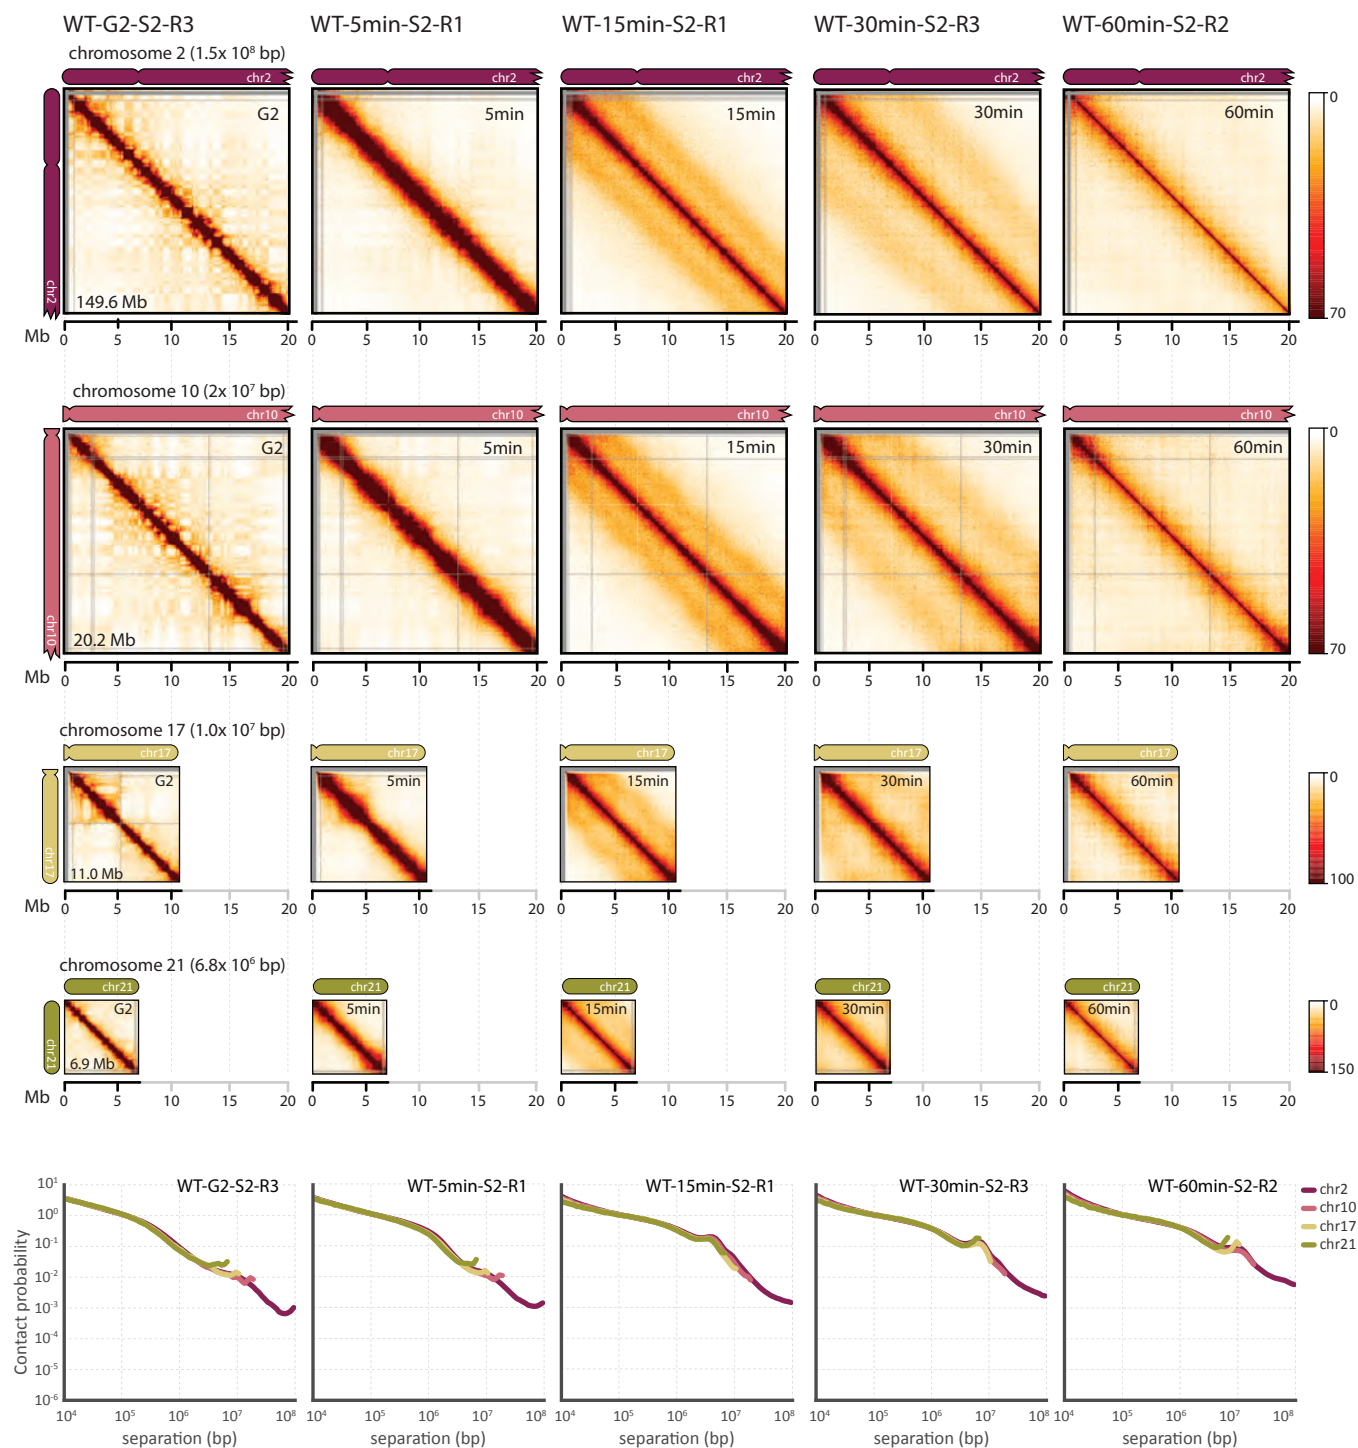 WT-G2-S2-R3 WT-5min-S2-R1 WT-15min-S2-R1 WT-30min-S2-R3 WT-60min-S2-R2
chromosome 2 (1.5x 10⁸ bp)
chr2 chr2 chr2 chr2 chr2
G2 5min 15min 30min 60min 0
chr2
149.6 Mb 70
Mb 0 5 10 15 20 0 5 10 15 20 0 5 10 15 20 0 5 10 15 20 0 5 10 15 20
chromosome 10 (2x 10⁷ bp)
chr10 chr10 chr10 chr10 chr10
G2 5min 15min 30min 60min 0
chr10
20.2 Mb 70
Mb 0 5 10 15 20 0 5 10 15 20 0 5 10 15 20 0 5 10 15 20 0 5 10 15 20
chromosome 17 (1.0x 10⁷ bp)
chr17 chr17 chr17 chr17 chr17
G2 5min 15min 30min 60min 0
chr17
11.0 Mb 100
Mb 0 5 10 15 20 0 5 10 15 20 0 5 10 15 20 0 5 10 15 20 0 5 10 15 20
chromosome 21 (6.8x 10⁶ bp)
chr21 chr21 chr21 chr21 chr21
G2 5min 15min 30min 60min 0
chr21
6.9 Mb 150
Mb 0 5 10 15 20 0 5 10 15 20 0 5 10 15 20 0 5 10 15 20 0 5 10 15 20
WT-G2-S2-R3 WT-5min-S2-R1 WT-15min-S2-R1 WT-30min-S2-R3 WT-60min-S2-R2
chr2
chr10
chr17
chr21
Contact probability
10¹
10⁰
10⁻¹
10⁻²
10⁻³
10⁻⁴
10⁻⁵
10⁻⁶
10⁴ 10⁵ 10⁶ 10⁷ 10⁸ 10⁴ 10⁵ 10⁶ 10⁷ 10⁸ 10⁴ 10⁵ 10⁶ 10⁷ 10⁸ 10⁴ 10⁵ 10⁶ 10⁷ 10⁸ 10⁴ 10⁵ 10⁶ 10⁷ 10⁸
separation (bp) separation (bp) separation (bp) separation (bp) separation (bp)